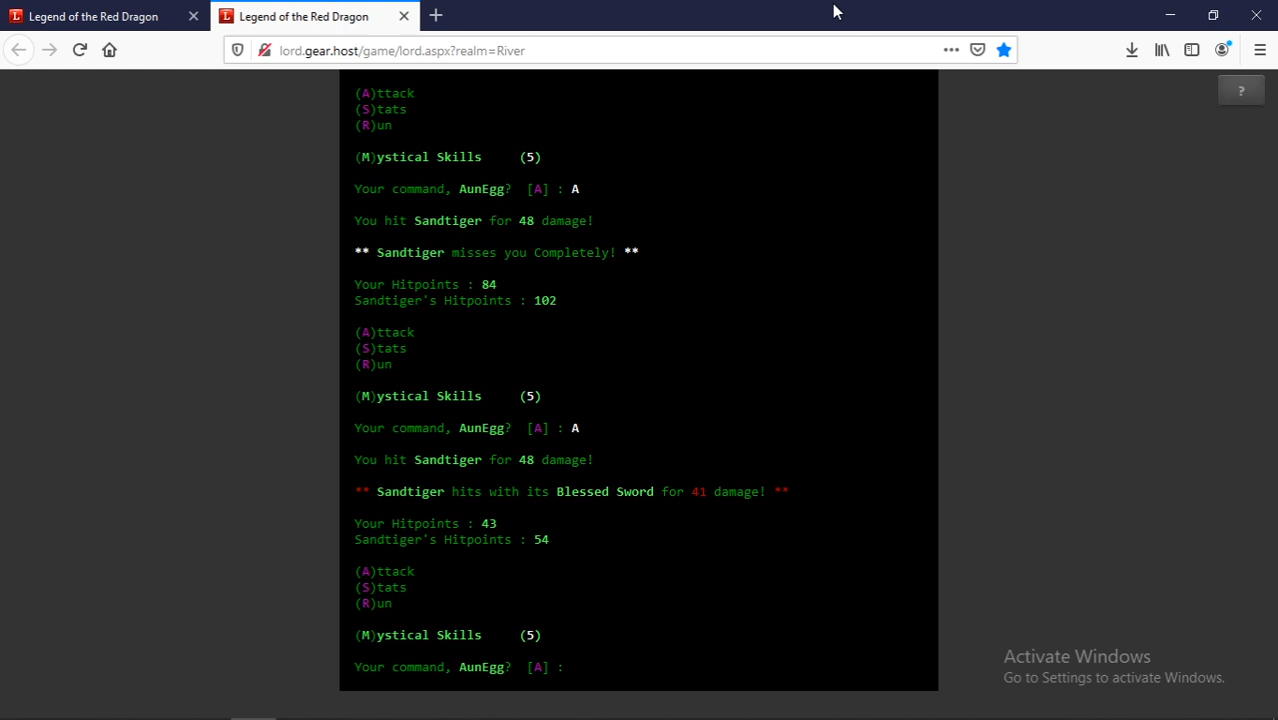 Legend of the Red Dragon
Legend of the Red Dragon
lord.gear.host/game/lord.aspx?realm=River
?
(A)ttack
(S)tats
(R)un
(M)ystical Skills (5)
Your command, AunEgg? [A] : A
You hit Sandtiger for 48 damage!
** Sandtiger misses you Completely! **
Your Hitpoints : 84
Sandtiger's Hitpoints : 102
(A)ttack
(S)tats
(R)un
(M)ystical Skills (5)
Your command, AunEgg? [A] : A
You hit Sandtiger for 48 damage!
** Sandtiger hits with its Blessed Sword for 41 damage! **
Your Hitpoints : 43
Sandtiger's Hitpoints : 54
(A)ttack
(S)tats
(R)un
(M)ystical Skills (5)
Your command, AunEgg? [A] :
Activate Windows
Go to Settings to activate Windows.